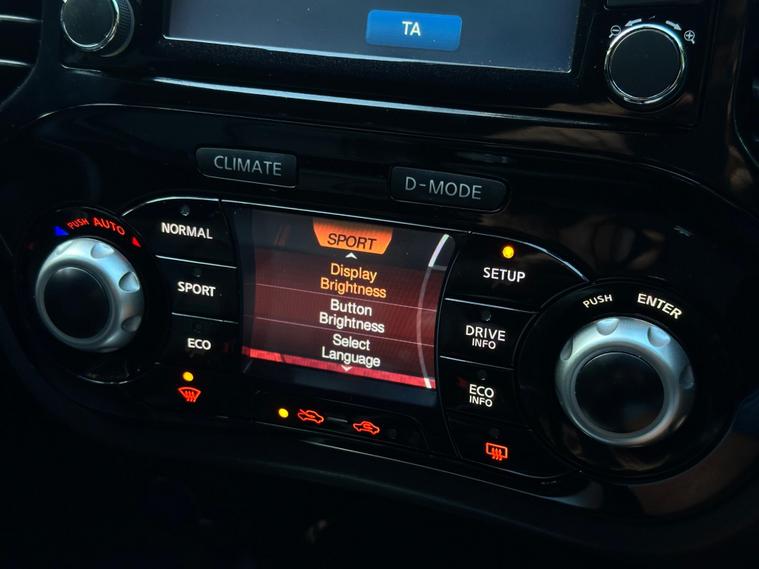 TA
CLIMATE
D-MODE
PUSH AUTO
NORMAL
SPORT
ECO
SPORT
Display
Brightness
Button
Brightness
Select
Language
SETUP
DRIVE
INFO
ECO
INFO
PUSH ENTER